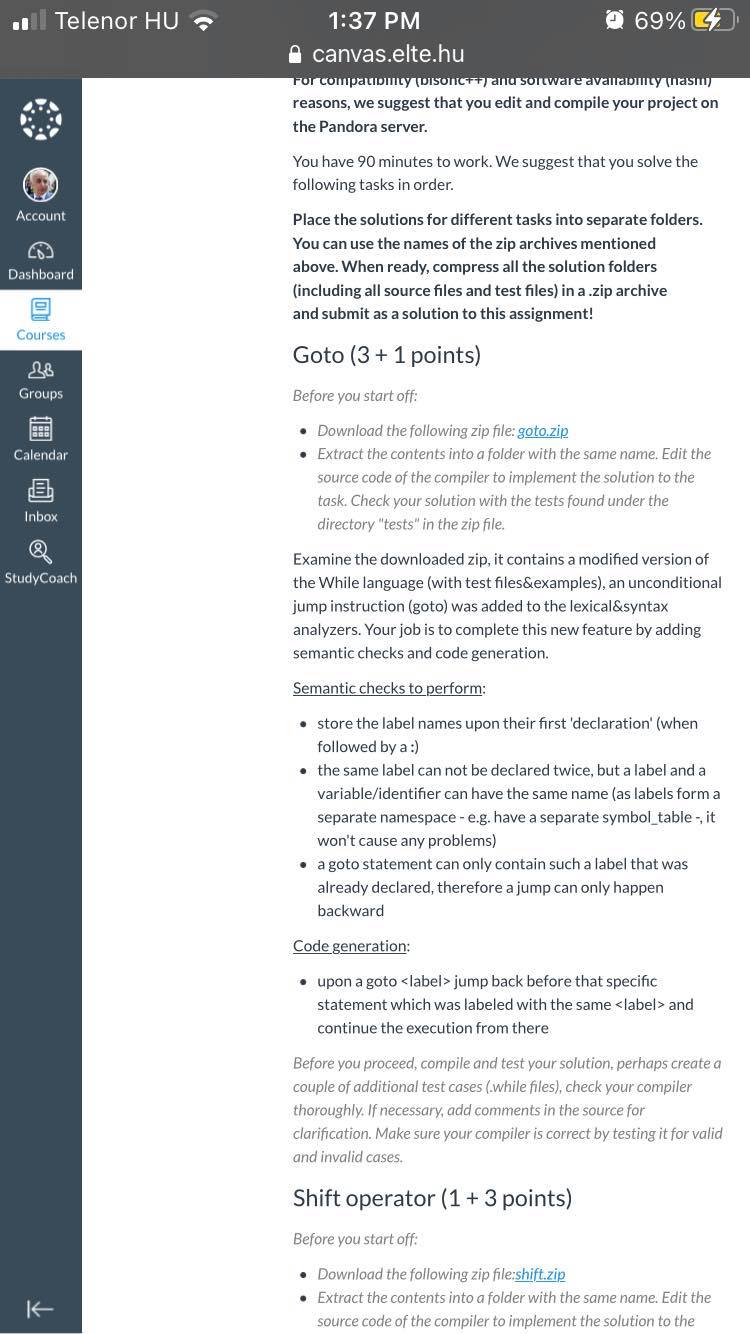 Telenor HU
1:37 PM
69%
canvas.elte.hu
For compatibility (bisonc++) and software availability (nasm)
reasons, we suggest that you edit and compile your project on
the Pandora server.
You have 90 minutes to work. We suggest that you solve the
following tasks in order.
Place the solutions for different tasks into separate folders.
You can use the names of the zip archives mentioned
above. When ready, compress all the solution folders
(including all source files and test files) in a .zip archive
and submit as a solution to this assignment!
Goto (3 + 1 points)
Before you start off:
• Download the following zip file: goto.zip
• Extract the contents into a folder with the same name. Edit the
source code of the compiler to implement the solution to the
task. Check your solution with the tests found under the
directory "tests" in the zip file.
Examine the downloaded zip, it contains a modified version of
the While language (with test files&examples), an unconditional
jump instruction (goto) was added to the lexical&syntax
analyzers. Your job is to complete this new feature by adding
semantic checks and code generation.
Semantic checks to perform:
• store the label names upon their first 'declaration' (when
followed by a :)
• the same label can not be declared twice, but a label and a
variable/identifier can have the same name (as labels form a
separate namespace - e.g. have a separate symbol_table -, it
won't cause any problems)
• a goto statement can only contain such a label that was
already declared, therefore a jump can only happen
backward
Code generation:
• upon a goto <label> jump back before that specific
statement which was labeled with the same <label> and
continue the execution from there
Before you proceed, compile and test your solution, perhaps create a
couple of additional test cases (.while files), check your compiler
thoroughly. If necessary, add comments in the source for
clarification. Make sure your compiler is correct by testing it for valid
and invalid cases.
Shift operator (1 + 3 points)
Before you start off:
• Download the following zip file:shift.zip
• Extract the contents into a folder with the same name. Edit the
source code of the compiler to implement the solution to the
Account
Dashboard
Courses
Groups
Calendar
Inbox
StudyCoach